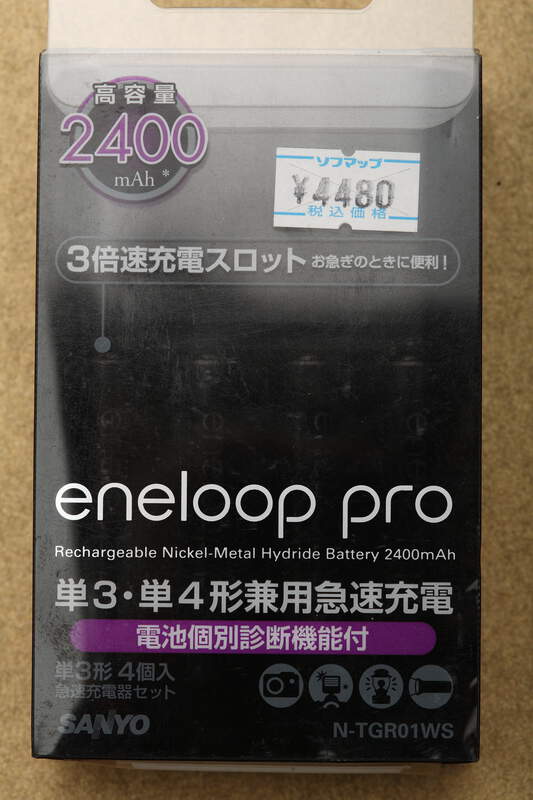 高容量
2400
mAh *
ソフマップ
¥4480
税込価格
3倍速充電スロット お急ぎのときに便利!
eneloop pro
Rechargeable Nickel-Metal Hydride Battery 2400mAh
単3・単4形兼用急速充電
電池個別診断機能付
単3形 4個入
急速充電器セット
SANYO
N-TGR01WS